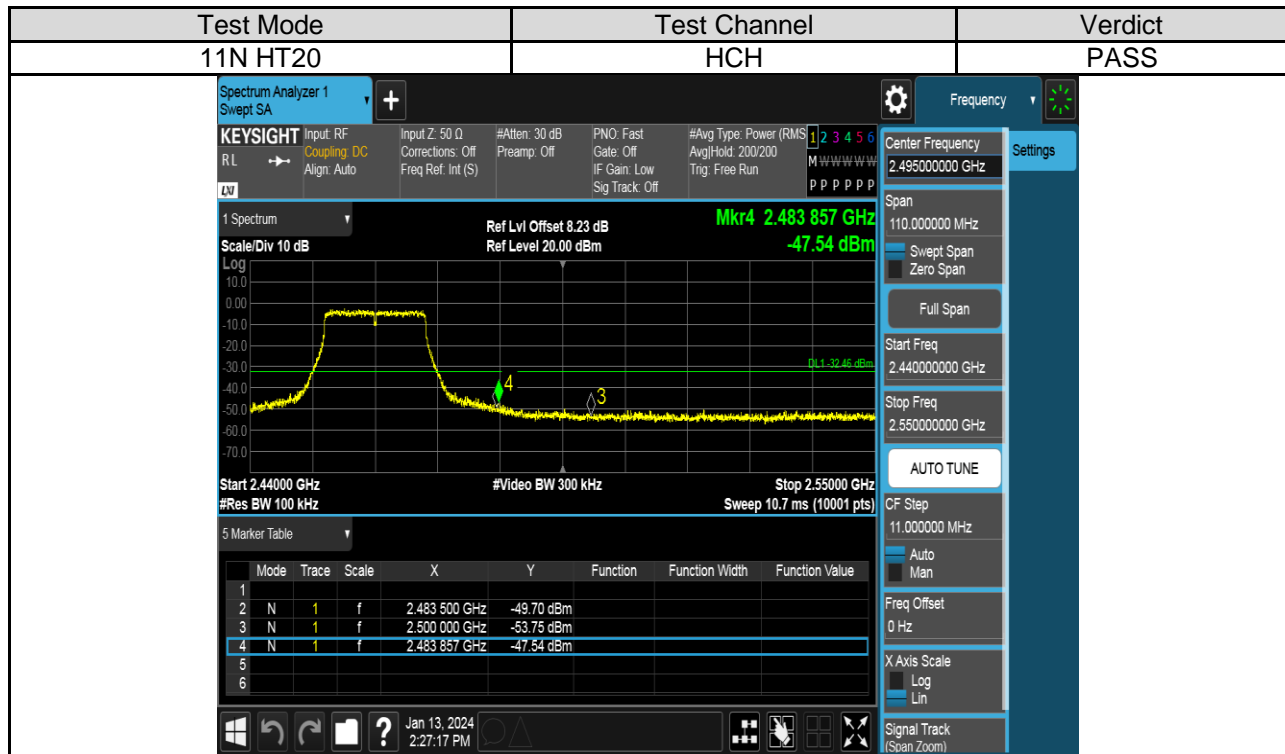 Test Mode Test Channel Verdict
11N HT20 HCH PASS
Spectrum Analyzer 1
Swept SA
+
Frequency
KEYSIGHT Input: RF Input Z: 50 Ω #Atten: 30 dB PNO: Fast #Avg Type: Power (RMS 1 2 3 4 5 6
RL Coupling: DC Corrections: Off Preamp: Off Gate: Off Avg|Hold: 200/200 M W W W W W
Align: Auto Freq Ref: Int (S) IF Gain: Low Trig: Free Run
LXI Sig Track: Off P P P P P P
1 Spectrum
Ref Lvl Offset 8.23 dB Mkr4 2.483 857 GHz
Scale/Div 10 dB Ref Level 20.00 dBm -47.54 dBm
Log
10.0
0.00
-10.0
-20.0
-30.0
-40.0
-50.0
-60.0
-70.0
DL1 -32.46 dBm
4
3
Start 2.44000 GHz #Video BW 300 kHz Stop 2.55000 GHz
#Res BW 100 kHz Sweep 10.7 ms (10001 pts)
5 Marker Table
Mode Trace Scale X Y Function Function Width Function Value
1
2 N 1 f 2.483 500 GHz -49.70 dBm
3 N 1 f 2.500 000 GHz -53.75 dBm
4 N 1 f 2.483 857 GHz -47.54 dBm
5
6
?
Jan 13, 2024
2:27:17 PM
Center Frequency
2.495000000 GHz
Settings
Span
110.000000 MHz
Swept Span
Zero Span
Full Span
Start Freq
2.440000000 GHz
Stop Freq
2.550000000 GHz
AUTO TUNE
CF Step
11.000000 MHz
Auto
Man
Freq Offset
0 Hz
X Axis Scale
Log
Lin
Signal Track
(Span Zoom)